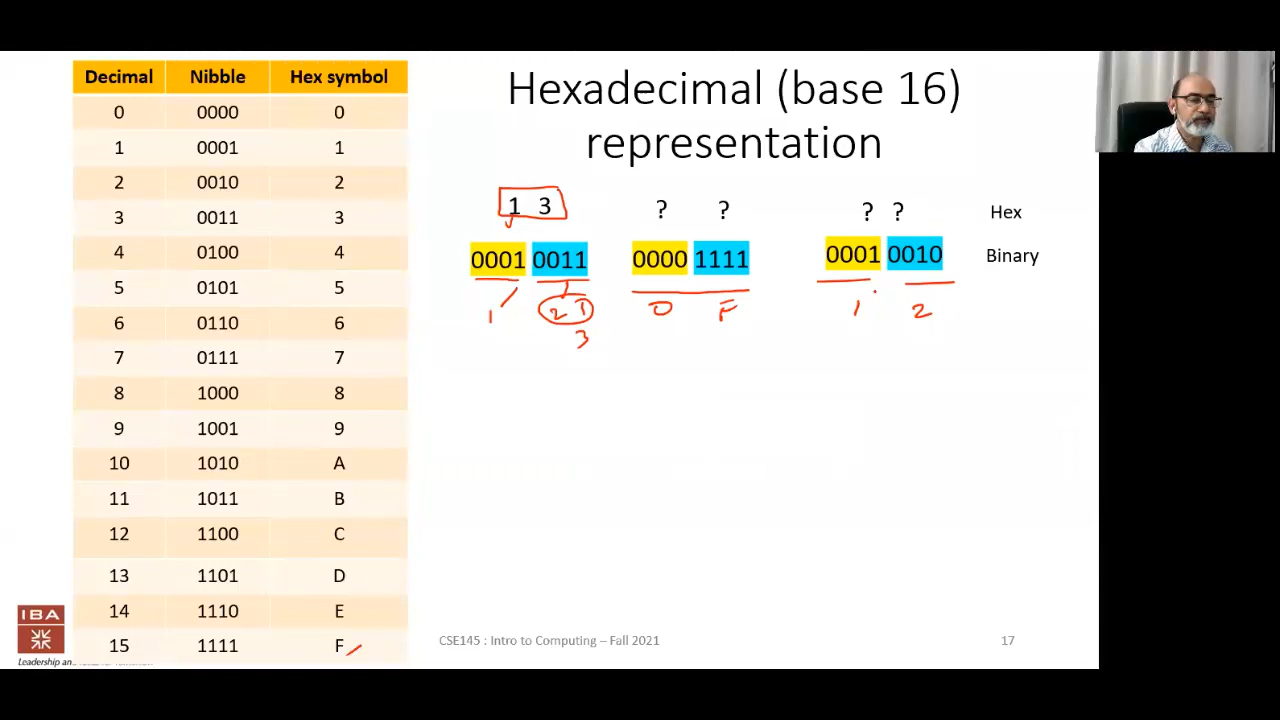 Decimal Nibble Hex symbol
0 0000 0
1 0001 1
2 0010 2
3 0011 3
4 0100 4
5 0101 5
6 0110 6
7 0111 7
8 1000 8
9 1001 9
10 1010 A
11 1011 B
12 1100 C
13 1101 D
14 1110 E
15 1111 F
Hexadecimal (base 16)
representation
1 3 ? ? ? ? Hex
0001 0011 0000 1111 0001 0010 Binary
1 2 1 0 F 1 2
3
IBA
Leadership an
CSE145 : Intro to Computing – Fall 2021
17